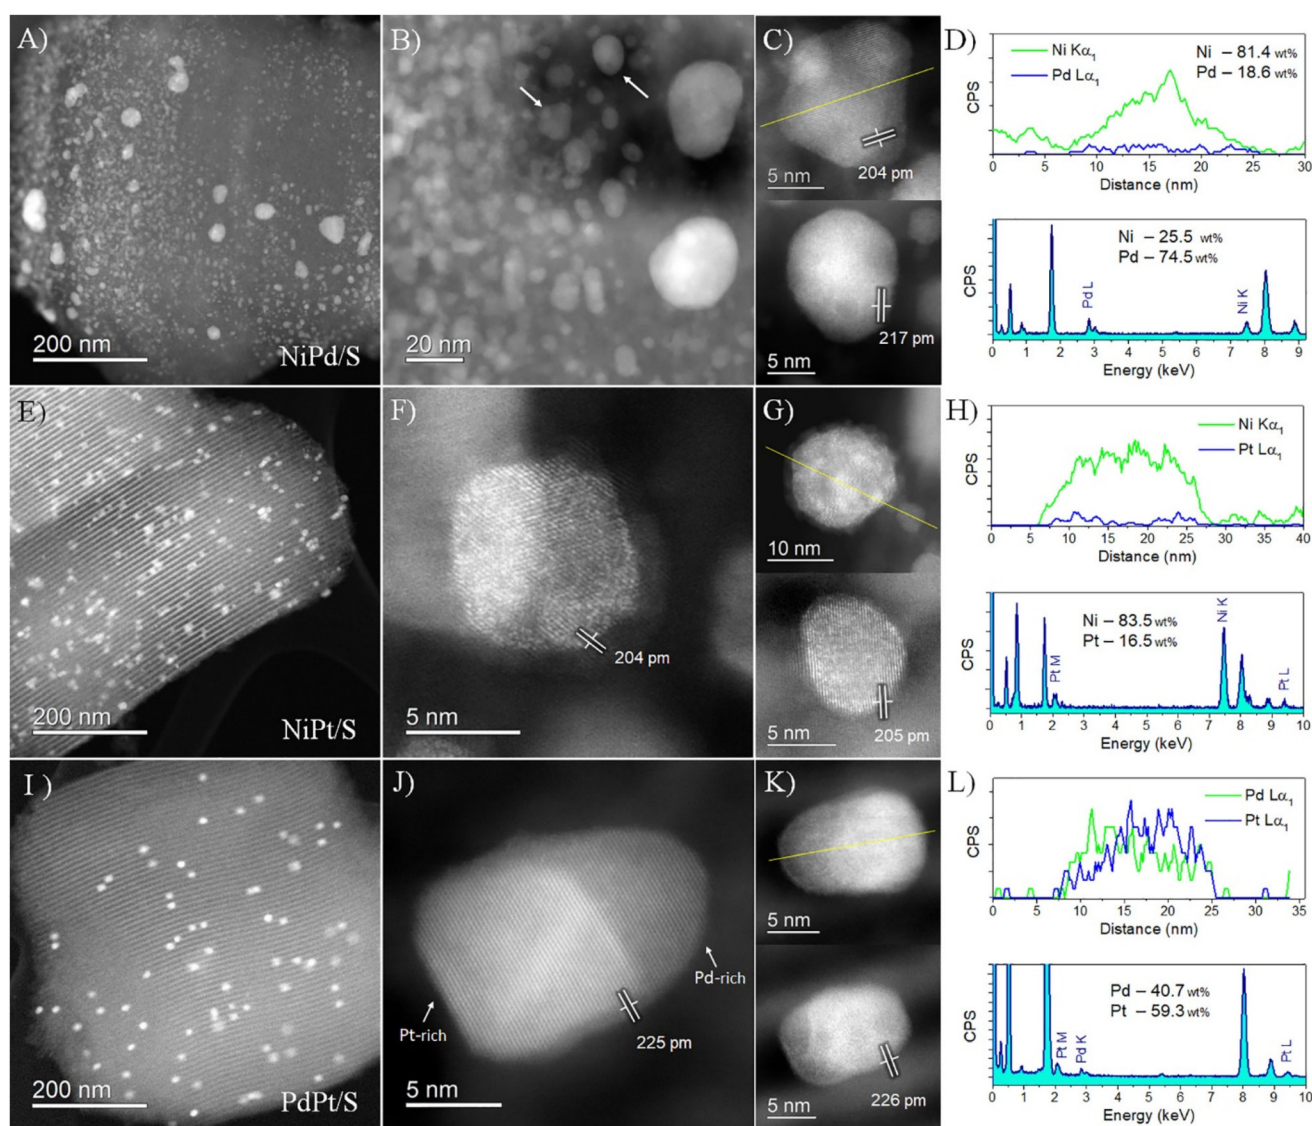 A)
200 nm
NiPd/S
B)
20 nm
C)
204 pm
5 nm
217 pm
5 nm
D)
Ni Kα1
Pd Lα1
Ni – 81.4 wt%
Pd – 18.6 wt%
CPS
0 5 10 15 20 25 30
Distance (nm)
Ni – 25.5 wt%
Pd – 74.5 wt%
CPS
Pd L
Ni K
0 1 2 3 4 5 6 7 8 9
Energy (keV)
E)
200 nm
NiPt/S
F)
204 pm
5 nm
G)
10 nm
205 pm
5 nm
H)
Ni Kα1
Pt Lα1
CPS
0 5 10 15 20 25 30 35 40
Distance (nm)
Ni – 83.5 wt%
Pt – 16.5 wt%
CPS
Pt M
Ni K
Pt L
0 1 2 3 4 5 6 7 8 9 10
Energy (keV)
I )
200 nm
PdPt/S
J)
Pd-rich
Pt-rich
225 pm
5 nm
K)
5 nm
5 nm
226 pm
L)
Pd Lα1
Pt Lα1
CPS
0 5 10 15 20 25 30 35
Distance (nm)
Pd – 40.7 wt%
Pt – 59.3 wt%
CPS
Pt M
Pd K
Pt L
0 1 2 3 4 5 6 7 8 9 10
Energy (keV)